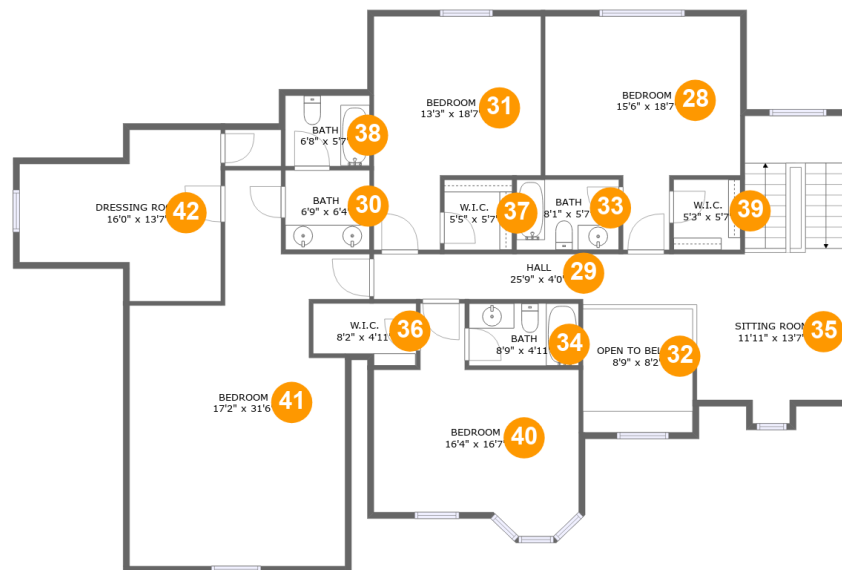 BEDROOM
13'3" x 18'7"
31
BEDROOM
15'6" x 18'7"
28
BATH
6'8" x 5'7"
38
DRESSING
16'0" x 13'7"
42
BATH
6'9" x 6'4"
30
W.I.C.
5'5" x 5'7"
37
BATH
8'1" x 5'7"
33
W.I.C.
5'3" x 5'7"
39
HALL
25'9" x 4'0"
29
W.I.C.
8'2" x 4'11"
36
BATH
8'9" x 4'11"
34
OPEN TO
8'9" x 8'2"
32
SITTING ROOM
11'11" x 13'7"
35
BEDROOM
17'2" x 31'6
41
BEDROOM
16'4" x 16'7"
40